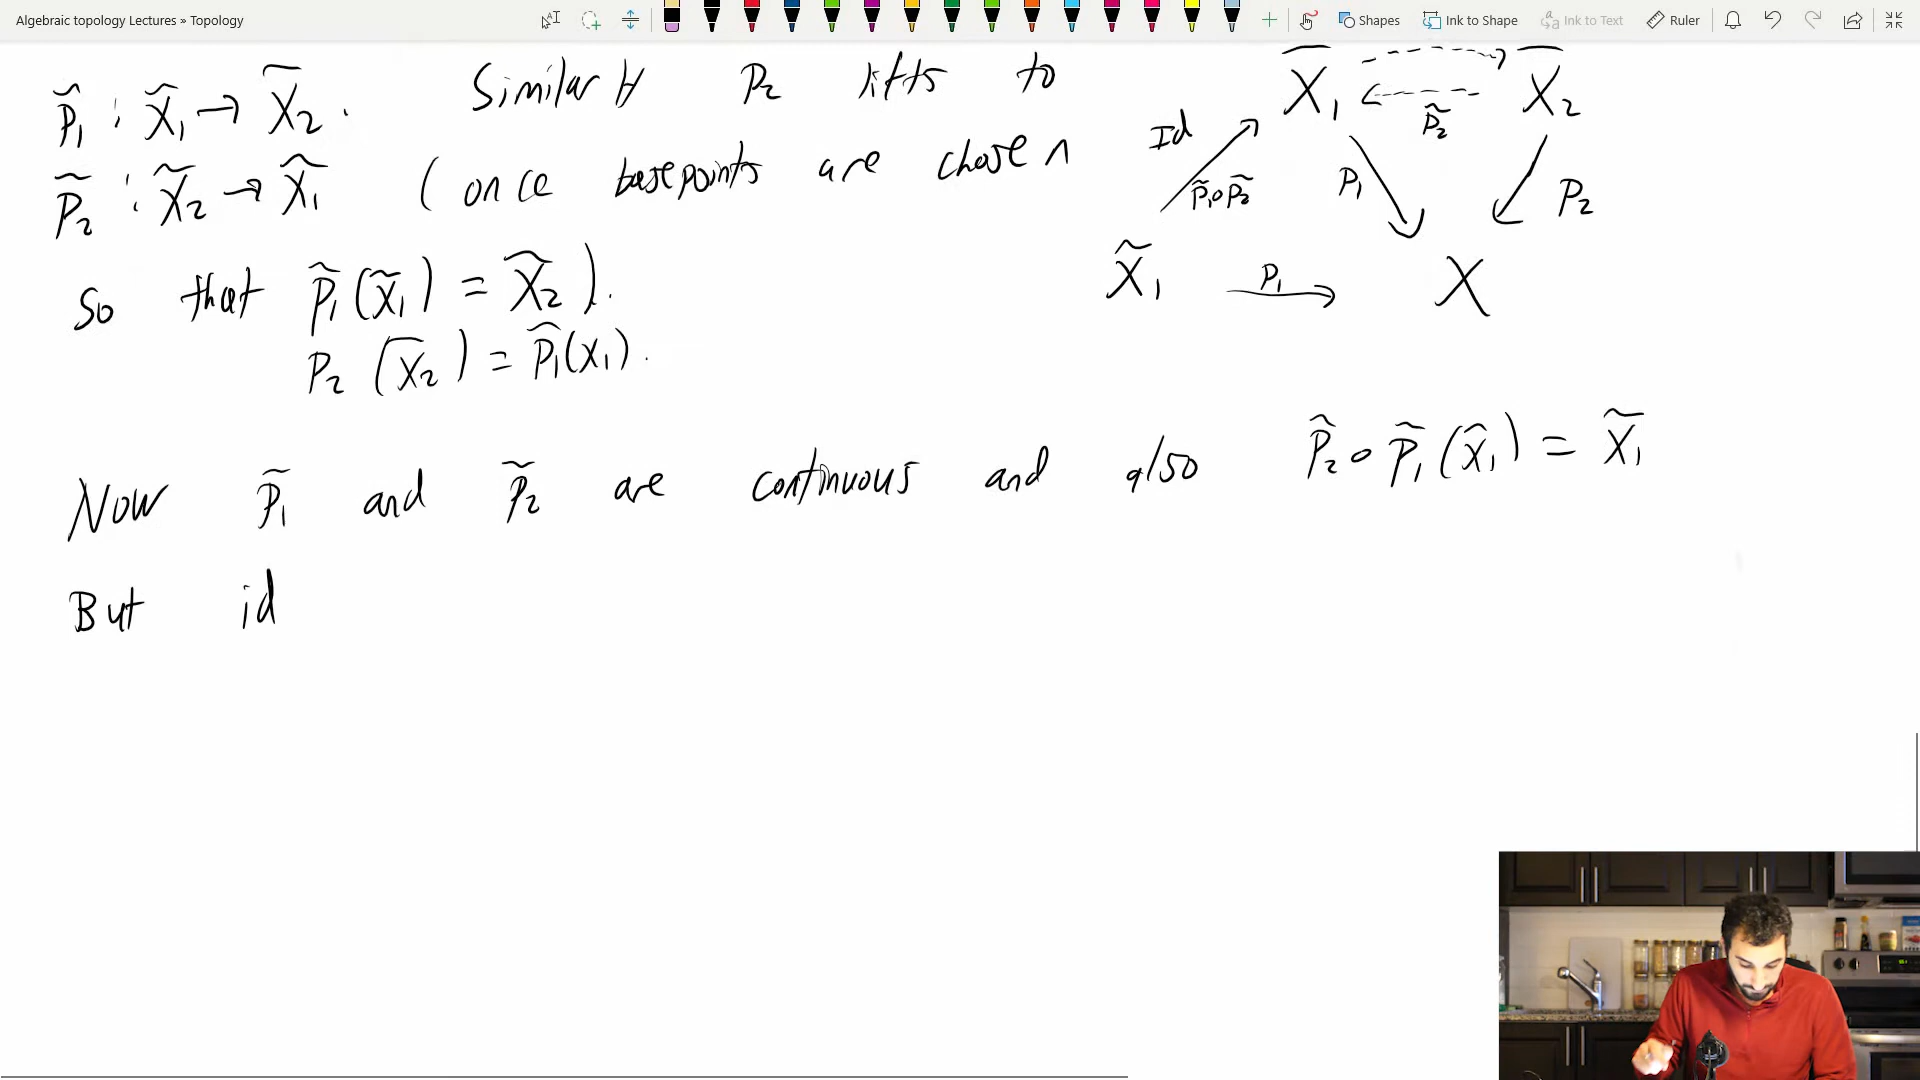 Algebraic topology Lectures » Topology
Shapes
Ink to Shape
Ink to Text
Ruler
p̃₁ : X̃₁ → X̃₂. Similarly p₂ lifts to
p̃₂ : X̃₂ → X̃₁ (once basepoints are chosen
So that p̃₁(x̃₁) = x̃₂).
p₂(x̃₂) = p̃₁(x₁).
X̃₁ X̃₂
p̃₂
Id
p̃₁∘p̃₂
p₁
p₂
X̃₁ p₁ X
Now p̃₁ and p̃₂ are continuous and also p̃₂∘p̃₁(x̃₁) = x̃₁
But id